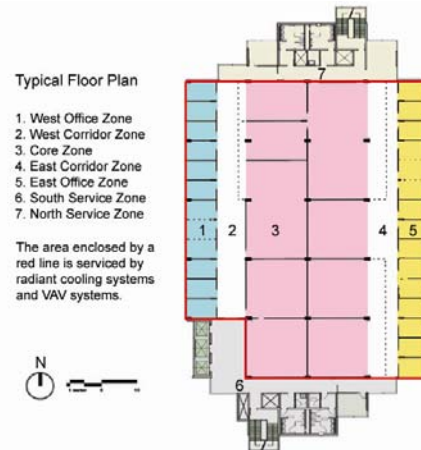 Typical Floor Plan
1. West Office Zone
2. West Corridor Zone
3. Core Zone
4. East Corridor Zone
5. East Office Zone
6. South Service Zone
7. North Service Zone
The area enclosed by a
red line is serviced by
radiant cooling systems
and VAV systems.
N
7
1
2
3
4
5
6